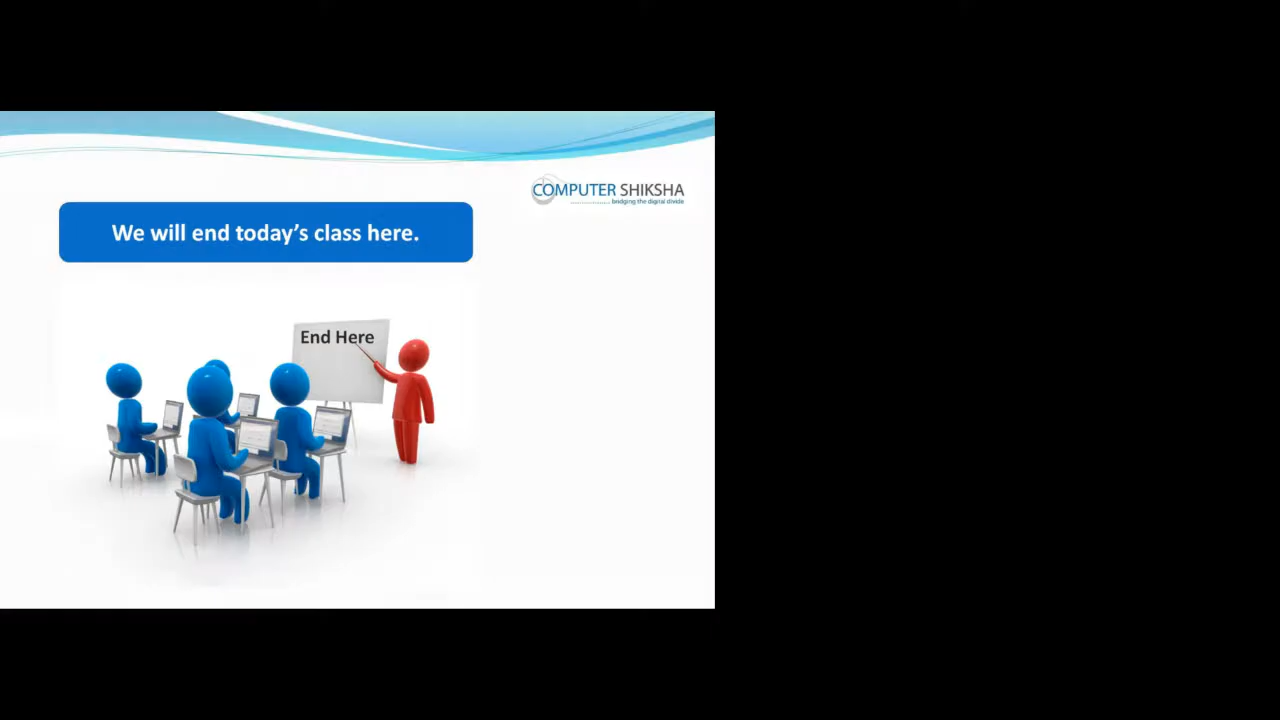 COMPUTER SHIKSHA
bridging the digital divide
We will end today's class here.
End Here